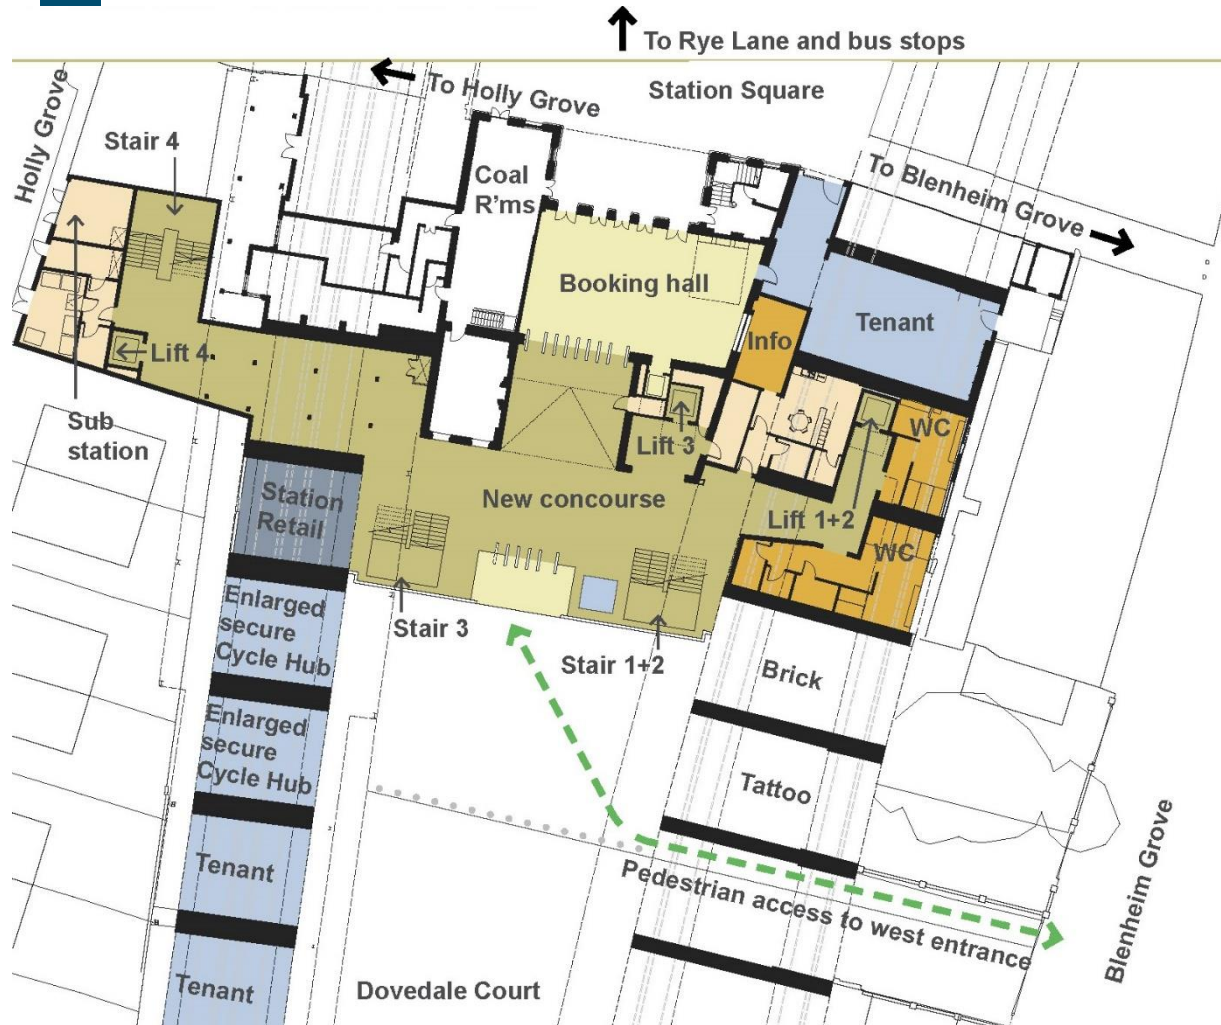 To Rye Lane and bus stops
Station Square
To Holly Grove
Holly Grove
Stair 4
Coal
R'ms
To Blenheim Grove
Booking hall
Tenant
Info
Lift 4
Sub
station
Lift 3
WC
Station
Retail
New concourse
Lift 1+2
WC
Enlarged
secure
Cycle Hub
Stair 3
Stair 1+2
Brick
Enlarged
secure
Cycle Hub
Tattoo
Tenant
Pedestrian access to west entrance
Blenheim Grove
Tenant
Dovedale Court